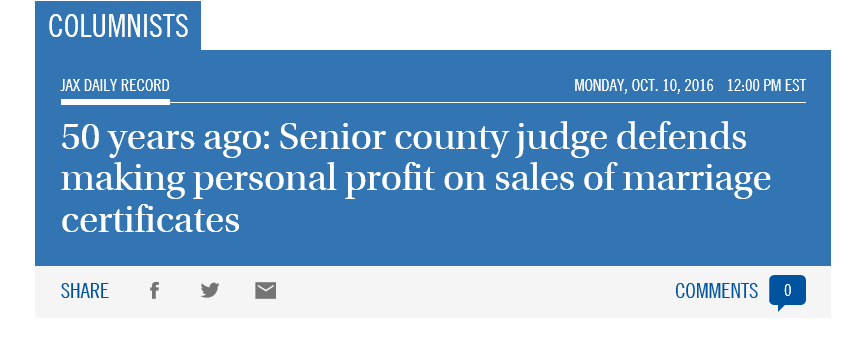 COLUMNISTS
JAX DAILY RECORD
MONDAY, OCT. 10, 2016 12:00 PM EST
50 years ago: Senior county judge defends
making personal profit on sales of marriage
certificates
SHARE
COMMENTS 0